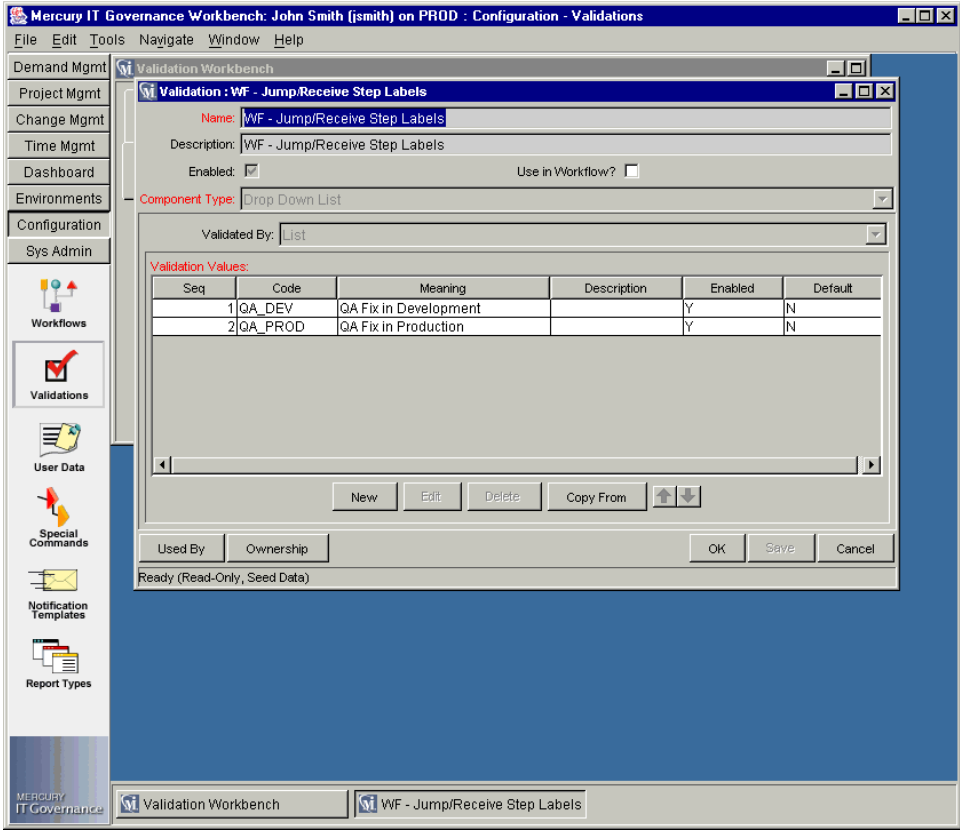 Mercury IT Governance Workbench: John Smith (jsmith) on PROD : Configuration - Validations
File Edit Tools Navigate Window Help
Demand Mgmt
Project Mgmt
Change Mgmt
Time Mgmt
Dashboard
Environments
Configuration
Sys Admin
Workflows
Validations
User Data
Special
Commands
Notification
Templates
Report Types
MERCURY
IT Governance
Validation Workbench
Validation : WF - Jump/Receive Step Labels
Name: WF - Jump/Receive Step Labels
Description: WF - Jump/Receive Step Labels
Enabled: Use in Workflow?
Component Type: Drop Down List
Validated By: List
Validation Values:
Seq Code Meaning Description Enabled Default
1 QA_DEV QA Fix in Development Y N
2 QA_PROD QA Fix in Production Y N
New Edit Delete Copy From
Used By Ownership OK Save Cancel
Ready (Read-Only, Seed Data)
Validation Workbench WF - Jump/Receive Step Labels